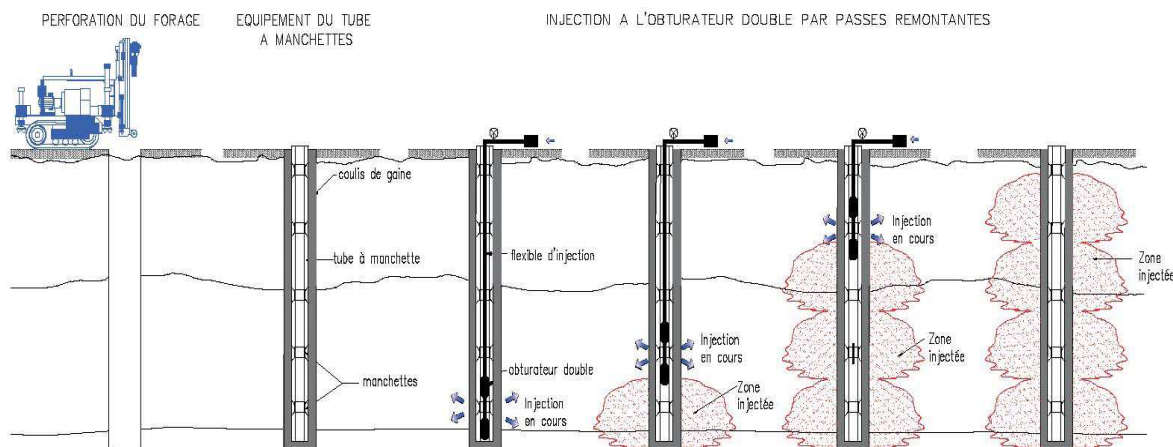 PERFORATION DU FORAGE
EQUIPEMENT DU TUBE
A MANCHETTES
INJECTION A L'OBTURATEUR DOUBLE PAR PASSES REMONTANTES
coulis de gaine
tube à manchette
manchettes
flexible d'injection
obturateur double
Injection
en cours
Injection
en cours
Zone
injectée
Injection
en cours
Zone
injectée
Zone
injectée